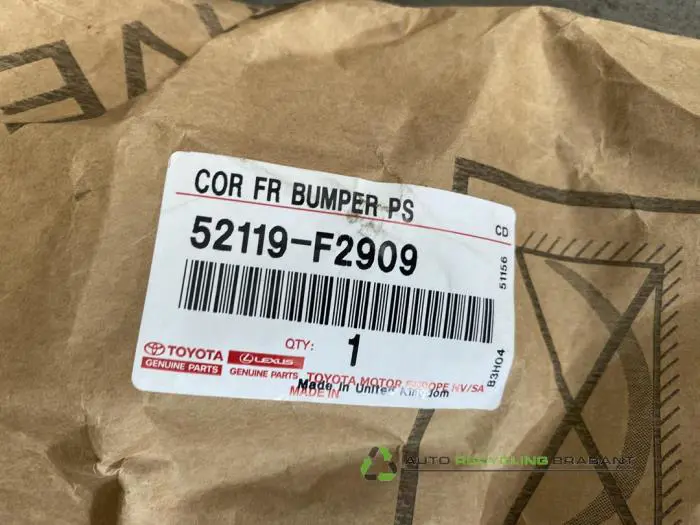 VE
COR FR BUMPER PS
52119-F2909
CD
51156
B3H04
QTY: 1
TOYOTA
GENUINE PARTS
LEXUS
GENUINE PARTS
TOYOTA MOTOR EUROPE NV/SA
MADE IN
Made in United Kingdom
AUTO RECYCLING BRABANT